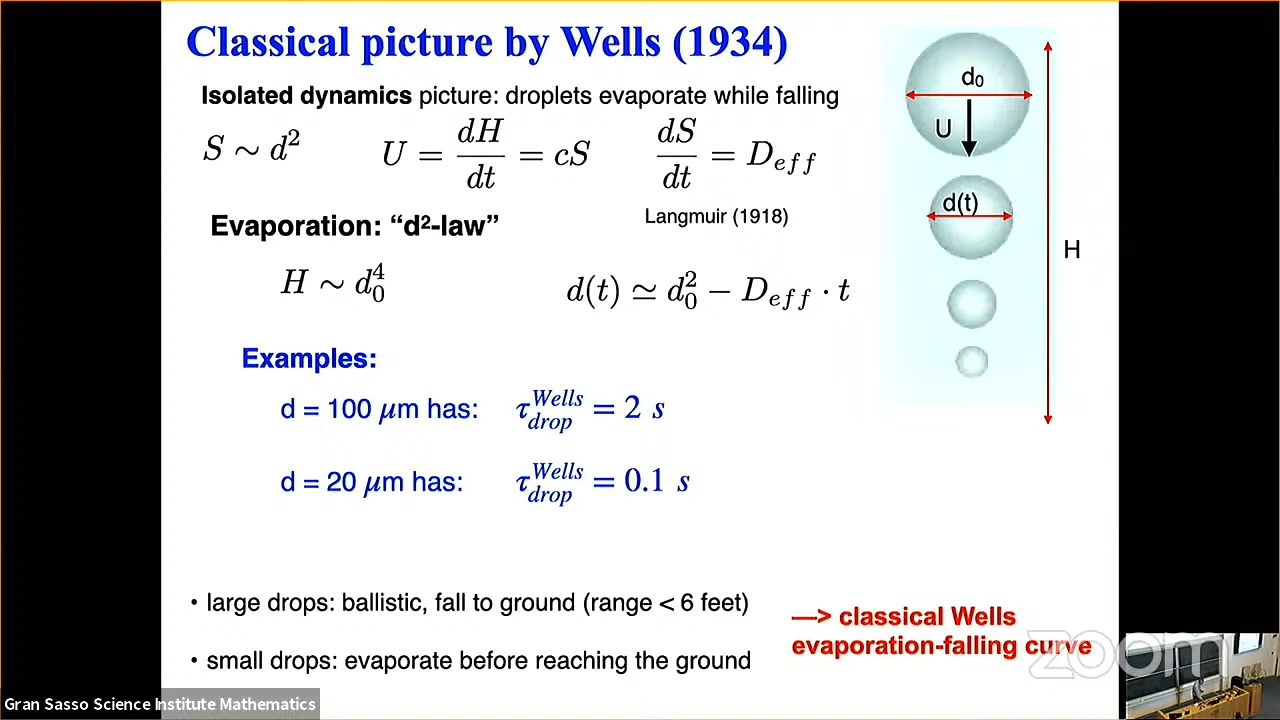 Classical picture by Wells (1934)
Isolated dynamics picture: droplets evaporate while falling
S ∼ d² U = dH/dt = cS dS/dt = D_eff
Langmuir (1918)
Evaporation: “d²-law”
H ∼ d₀⁴ d(t) ≃ d₀² − D_eff · t
Examples:
d = 100 μm has: τ_drop^Wells = 2 s
d = 20 μm has: τ_drop^Wells = 0.1 s
• large drops: ballistic, fall to ground (range < 6 feet)
• small drops: evaporate before reaching the ground
—> classical Wells
evaporation-falling curve
d₀
U
d(t)
H
zoom
Gran Sasso Science Institute Mathematics